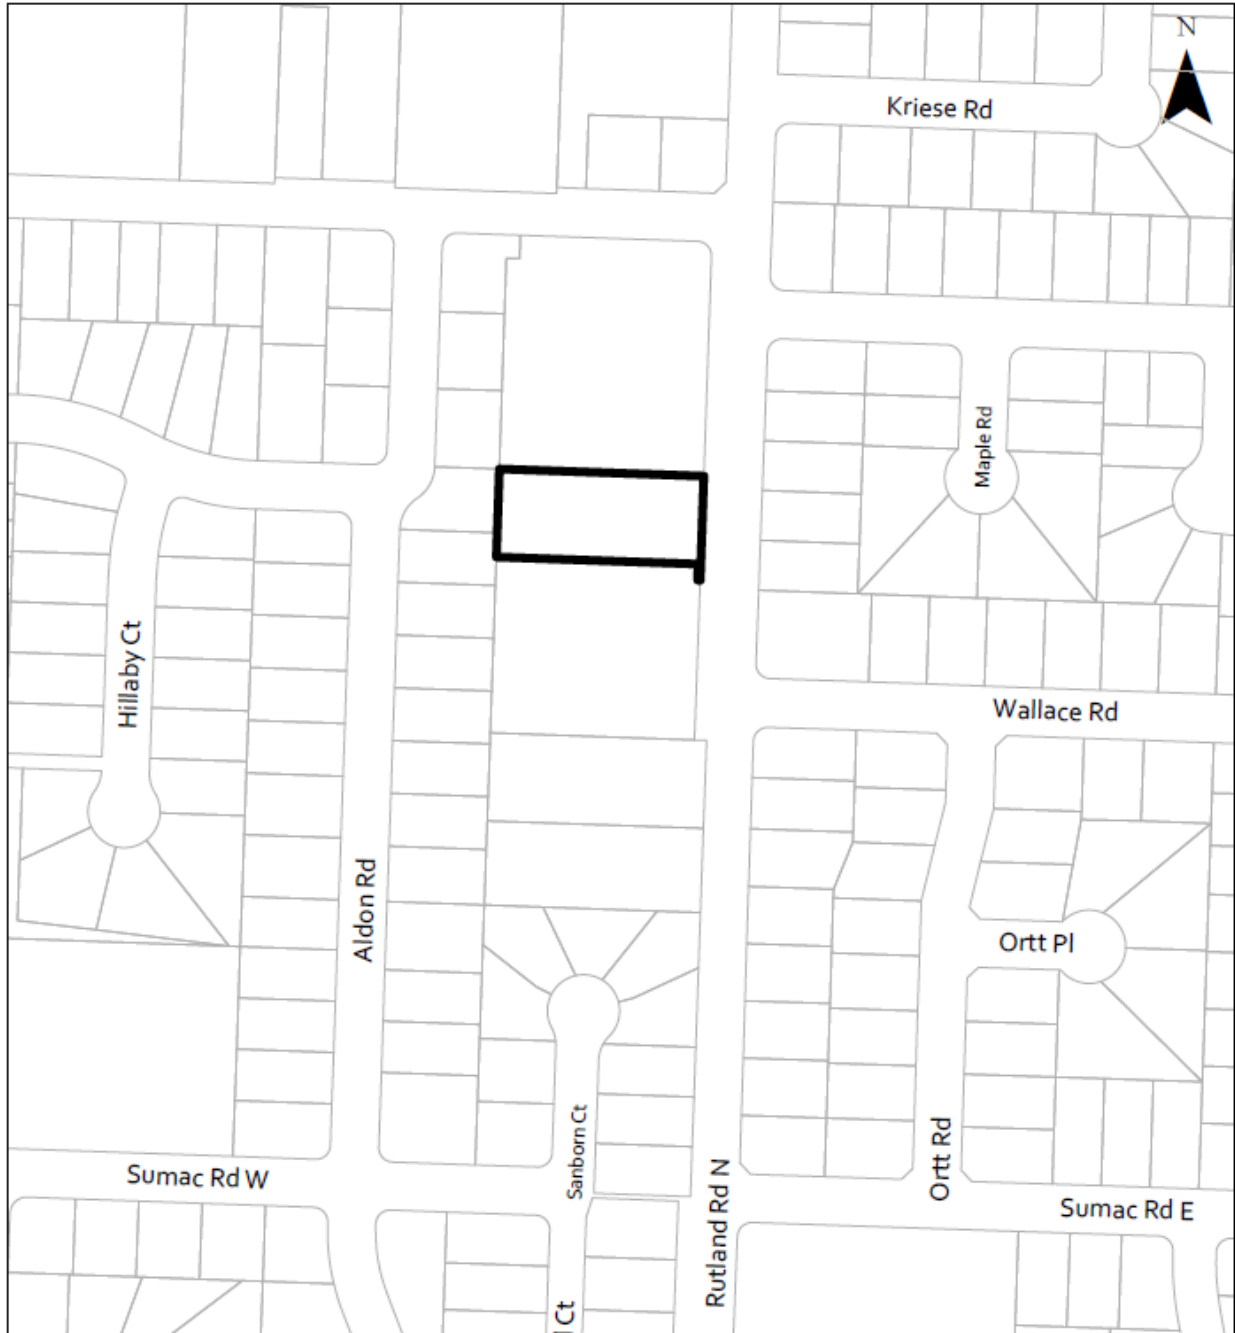 N
Kriese Rd
Maple Rd
Hillaby Ct
Wallace Rd
Aldon Rd
Ortt Pl
Sanborn Ct
Ortt Rd
Sumac Rd W
Rutland Rd N
Sumac Rd E
Ct